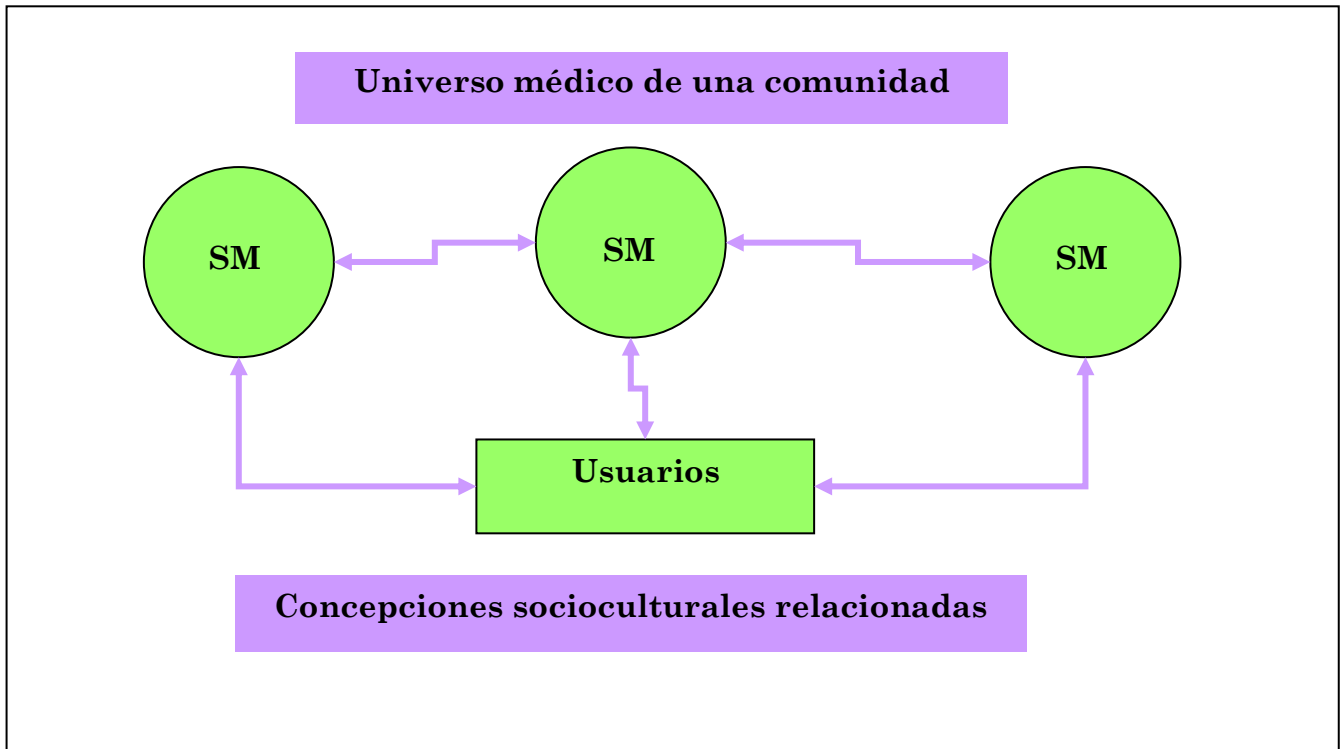 Universo médico de una comunidad
SM
SM
SM
Usuarios
Concepciones socioculturales relacionadas